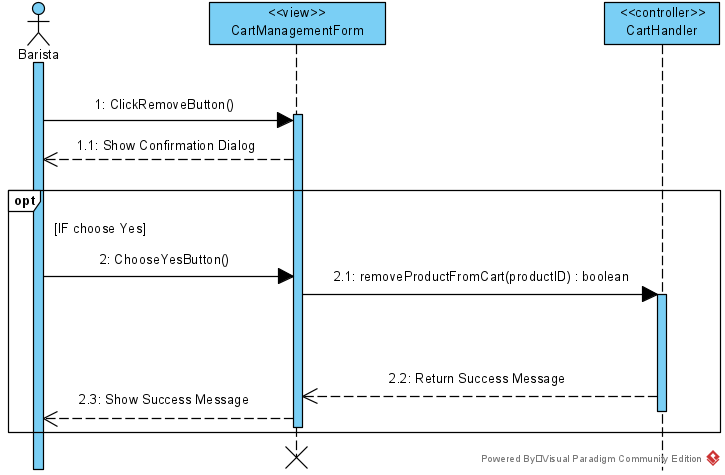 <<view>>
CartManagementForm
<<controller>>
CartHandler
Barista
1: ClickRemoveButton()
1.1: Show Confirmation Dialog
opt
[IF choose Yes]
2: ChooseYesButton()
2.1: removeProductFromCart(productID) : boolean
2.2: Return Success Message
2.3: Show Success Message
Powered By□Visual Paradigm Community Edition